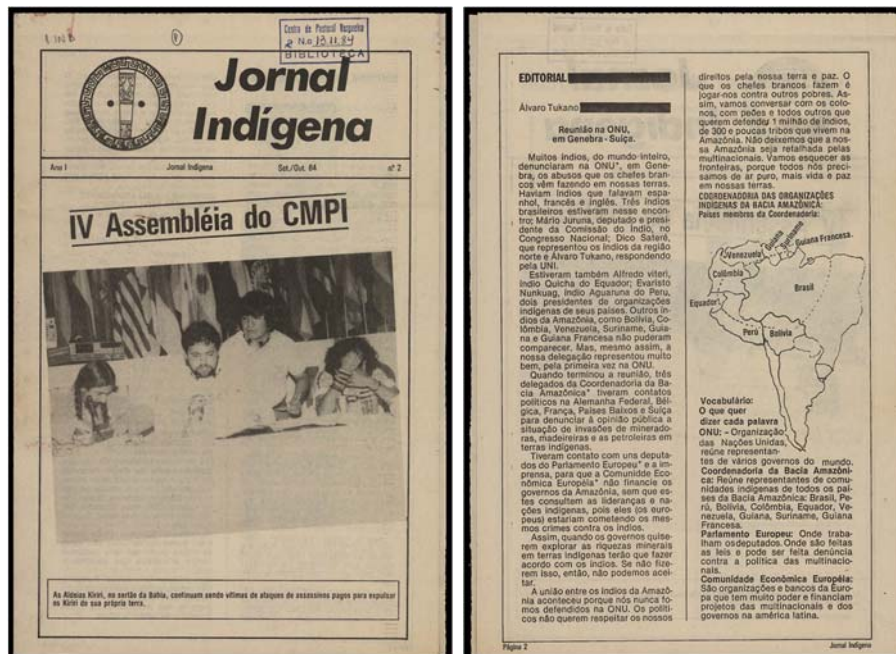 Centro de Pastoral Vergueiro
N.o 13.11.84
BIBLIOTECA
Jornal
Indígena
Ano I
Jornal Indígena
Set./Out. 84
nº 2
IV Assembléia do CMPI
As Aldeias Kiriri, no sertão da Bahia, continuam sendo vítimas de ataques de assassinos pagos para expulsar
os Kiriri de sua própria terra.
EDITORIAL
Álvaro Tukano
Reunião na ONU,
em Genebra - Suiça.
Muitos índios, do mundo inteiro,
denunciaram na ONU*, em Gene-
bra, os abusos que os chefes bran-
cos vêm fazendo em nossas terras.
Haviam índios que falavam espa-
nhol, francês e inglês. Três índios
brasileiros estiveram nesse encon-
tro; Mário Juruna, deputado e presi-
dente da Comissão do Índio, no
Congresso Nacional; Dico Sateré,
que representou os índios da região
norte e Álvaro Tukano, respondendo
pela UNI.
Estiveram também Alfredo viteri,
índio Quicha do Equador; Evaristo
Nunkuag, índio Aguaruna do Peru,
dois presidentes de organizações
indígenas de seus países. Outros ín-
dios da Amazônia, como Bolívia, Co-
lômbia, Venezuela, Suriname, Guia-
na e Guiana Francesa não puderam
comparecer. Mas, mesmo assim, a
nossa delegação representou muito
bem, pela primeira vez na ONU.
Quando terminou a reunião, três
delegados da Coordenadoria da Ba-
cia Amazônica* tiveram contatos
políticos na Alemanha Federal, Bél-
gica, França, Países Baixos e Suíça
para denunciar à opinião pública a
situação de invasões de minerado-
ras, madeireiras e as petroleiras em
terras indígenas.
Tiveram contato com uns deputa-
dos do Parlamento Europeu* e a im-
prensa, para que a Comunidde Eco-
nômica Européia* não financie os
governos da Amazônia, sem que es-
tes consultem as lideranças e na-
ções indígenas, pois eles (os euro-
peus) estariam cometendo os mes-
mos crimes contra os índios.
Assim, quando os governos quise-
rem explorar as riquezas minerais
em terras indígenas terão que fazer
acordo com os índios. Se não fize-
rem isso, então, não podemos acei-
tar.
A união entre os índios da Amazô-
nia aconteceu porque nós nunca fo-
mos defendidos na ONU. Os políti-
cos não querem respeitar os nossos
direitos pela nossa terra e paz. O
que os chefes brancos fazem é
jogar-nos contra outros pobres. As-
sim, vamos conversar com os colo-
nos, com peões e todos outros que
querem defender 1 milhão de índios,
de 300 e poucas tribos que vivem na
Amazônia. Não deixemos que a nos-
sa Amazônia seja retalhada pelas
multinacionais. Vamos esquecer as
fronteiras, porque todos nós preci-
samos de ar puro, mais vida e paz
em nossas terras.
COORDENADORIA DAS ORGANIZAÇÕES
INDÍGENAS DA BACIA AMAZÔNICA:
Países membros da Coordenadoria:
Guiana
Suriname
Guiana Francesa.
Venezuela
Colômbia
Equador
Brasil
Perú
Bolívia
Vocabulário:
O que quer
dizer cada palavra
ONU: - Organização
das Nações Unidas,
reúne representan-
tes de vários governos do mundo.
Coordenadoria da Bacia Amazôni-
ca: Reúne representantes de comu-
nidades indígenas de todos os paí-
ses da Bacia Amazônica: Brasil, Pe-
rú, Bolívia, Colômbia, Equador, Ve-
nezuela, Guiana, Suriname, Guiana
Francesa.
Parlamento Europeu: Onde traba-
lham os deputados. Onde são feitas
as leis e pode ser feita denúncia
contra a política das multinacio-
nais.
Comunidade Econômica Européia:
São organizações e bancos da Euro-
pa que tem muito poder e financiam
projetos das multinacionais e dos
governos na américa latina.
Página 2
Jornal Indígena